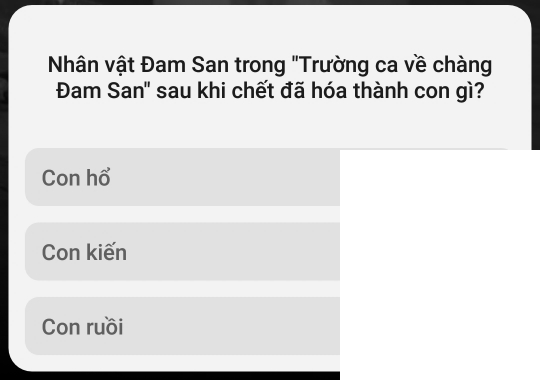 Nhân vật Đam San trong "Trường ca về chàng
Đam San" sau khi chết đã hóa thành con gì?
Con hổ
Con kiến
Con ruồi